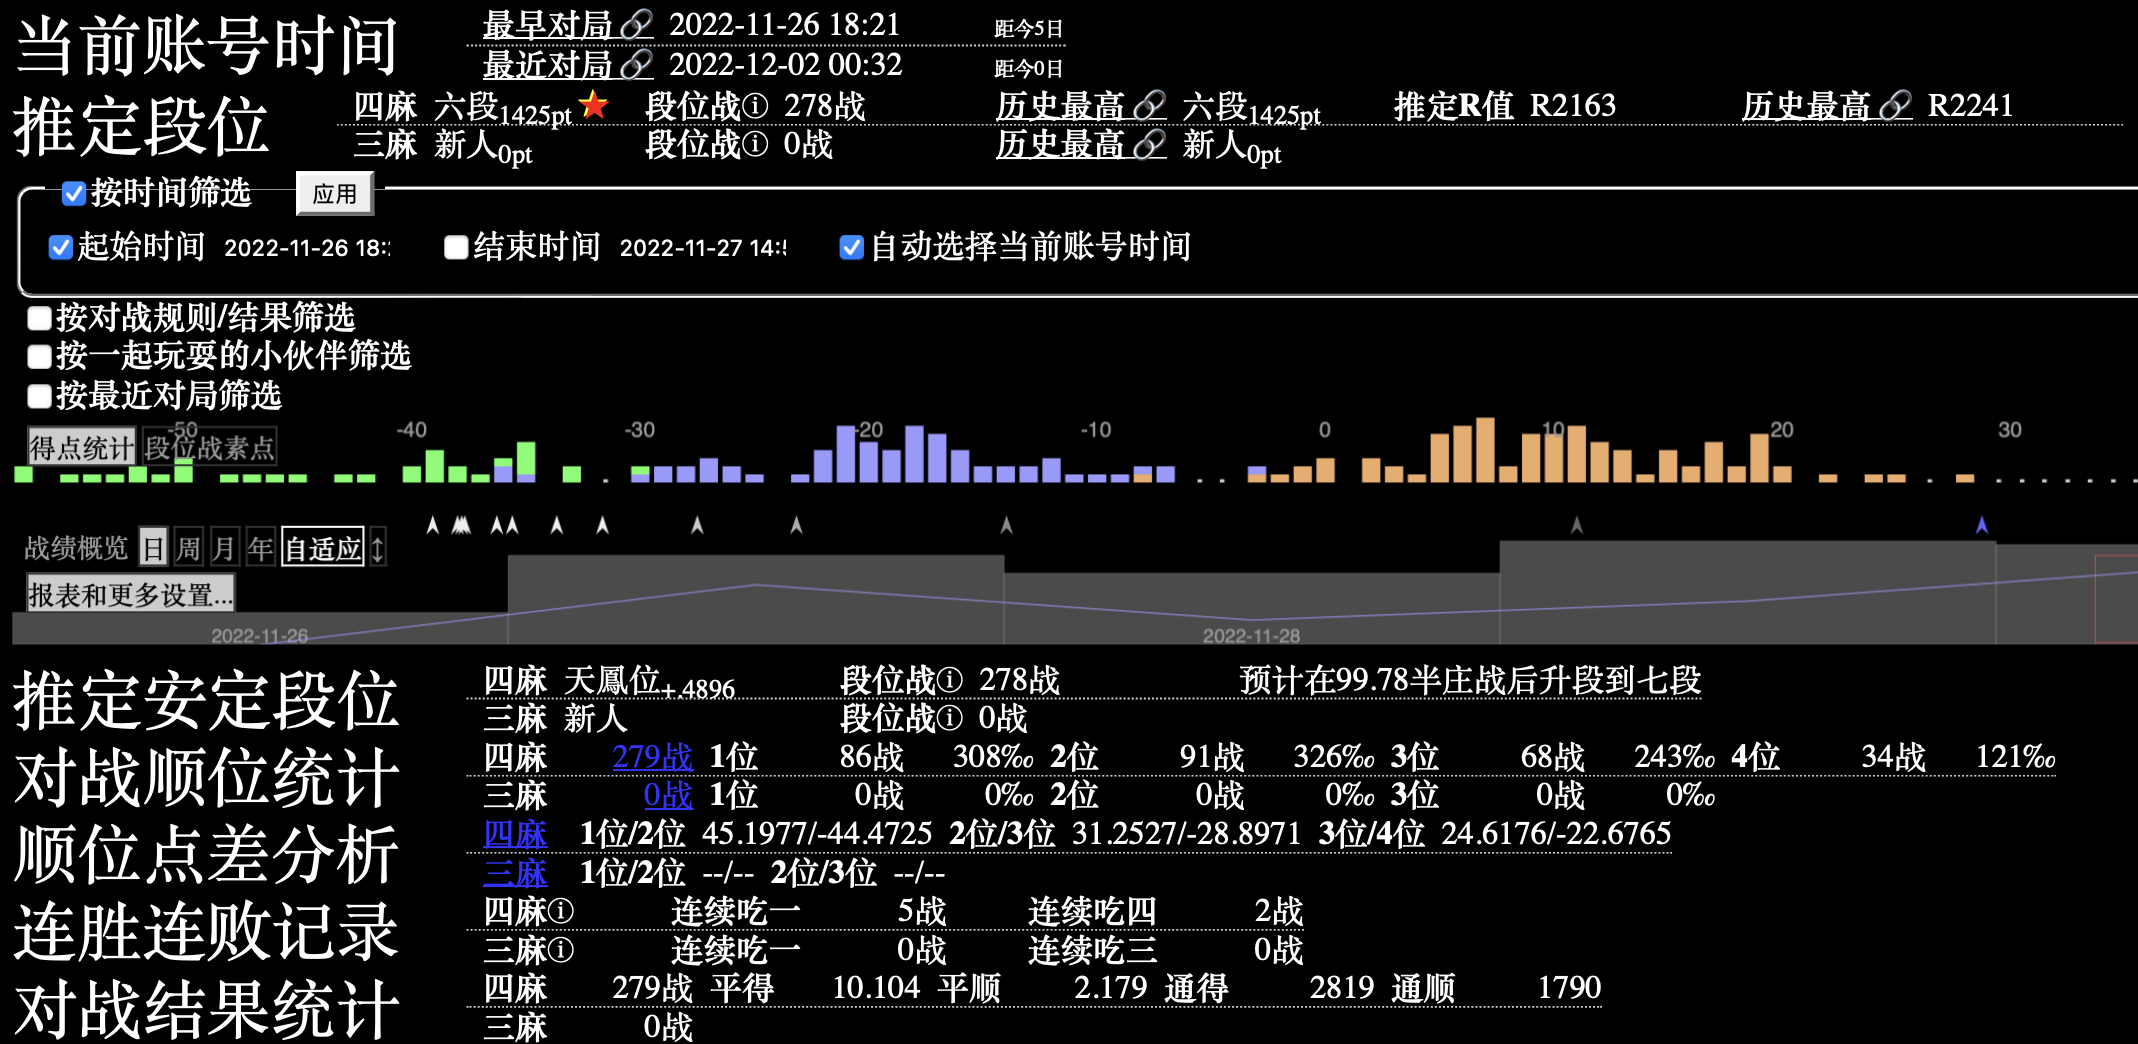 当前账号时间
最早对局🔗 2022-11-26 18:21 距今5日
最近对局🔗 2022-12-02 00:32 距今0日
推定段位
四麻 六段1425pt⭐ 段位战ⓘ 278战 历史最高🔗 六段1425pt 推定R值 R2163 历史最高🔗 R2241
三麻 新人0pt 段位战ⓘ 0战 历史最高🔗 新人0pt
按时间筛选 应用
起始时间 2022-11-26 18: 结束时间 2022-11-27 14: 自动选择当前账号时间
按对战规则/结果筛选
按一起玩耍的小伙伴筛选
按最近对局筛选
-50 -40 -30 -20 -10 0 10 20 30
得点统计 段位战素点
战绩概览 日 周 月 年 自适应 ↕
报表和更多设置...
2022-11-26 2022-11-28
推定安定段位
四麻 天鳳位+.4896 段位战ⓘ 278战 预计在99.78半庄战后升段到七段
三麻 新人 段位战ⓘ 0战
对战顺位统计
四麻 279战 1位 86战 308‰ 2位 91战 326‰ 3位 68战 243‰ 4位 34战 121‰
三麻 0战 1位 0战 0‰ 2位 0战 0‰ 3位 0战 0‰
顺位点差分析
四麻 1位/2位 45.1977/-44.4725 2位/3位 31.2527/-28.8971 3位/4位 24.6176/-22.6765
三麻 1位/2位 --/-- 2位/3位 --/--
连胜连败记录
四麻ⓘ 连续吃一 5战 连续吃四 2战
三麻ⓘ 连续吃一 0战 连续吃三 0战
对战结果统计
四麻 279战 平得 10.104 平顺 2.179 通得 2819 通顺 1790
三麻 0战